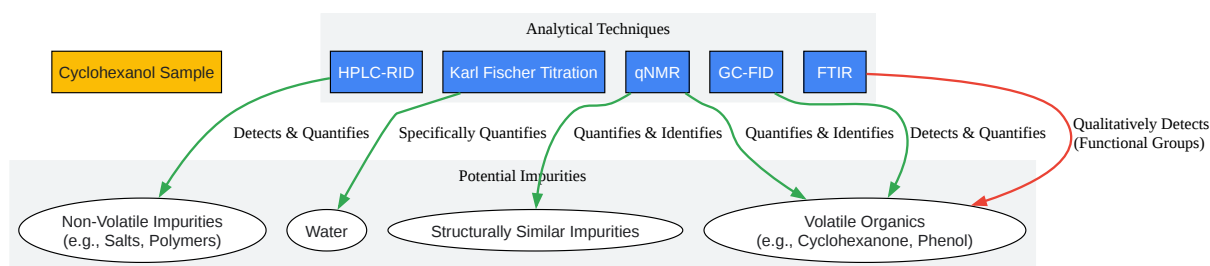 Analytical Techniques
Cyclohexanol Sample
HPLC-RID
Karl Fischer Titration
qNMR
GC-FID
FTIR
Detects & Quantifies
Specifically Quantifies
Quantifies & Identifies
Quantifies & Identifies
Detects & Quantifies
Qualitatively Detects
(Functional Groups)
Potential Impurities
Non-Volatile Impurities
(e.g., Salts, Polymers)
Water
Structurally Similar Impurities
Volatile Organics
(e.g., Cyclohexanone, Phenol)